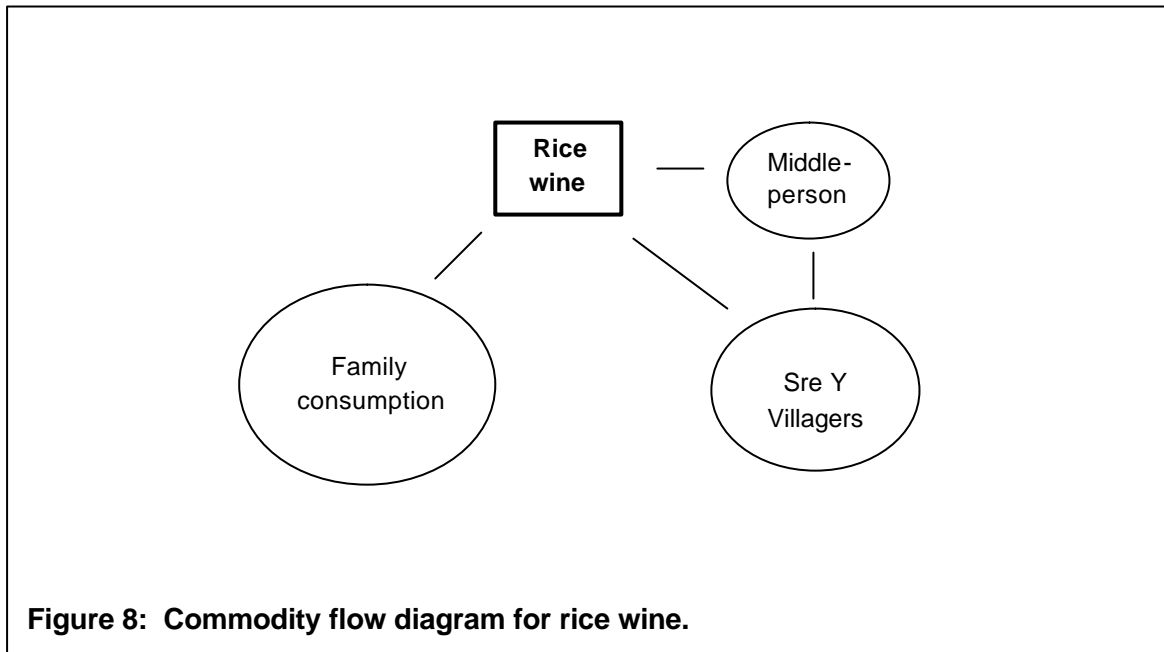 Rice
wine
Middle-
person
Family
consumption
Sre Y
Villagers
Figure 8:  Commodity flow diagram for rice wine.